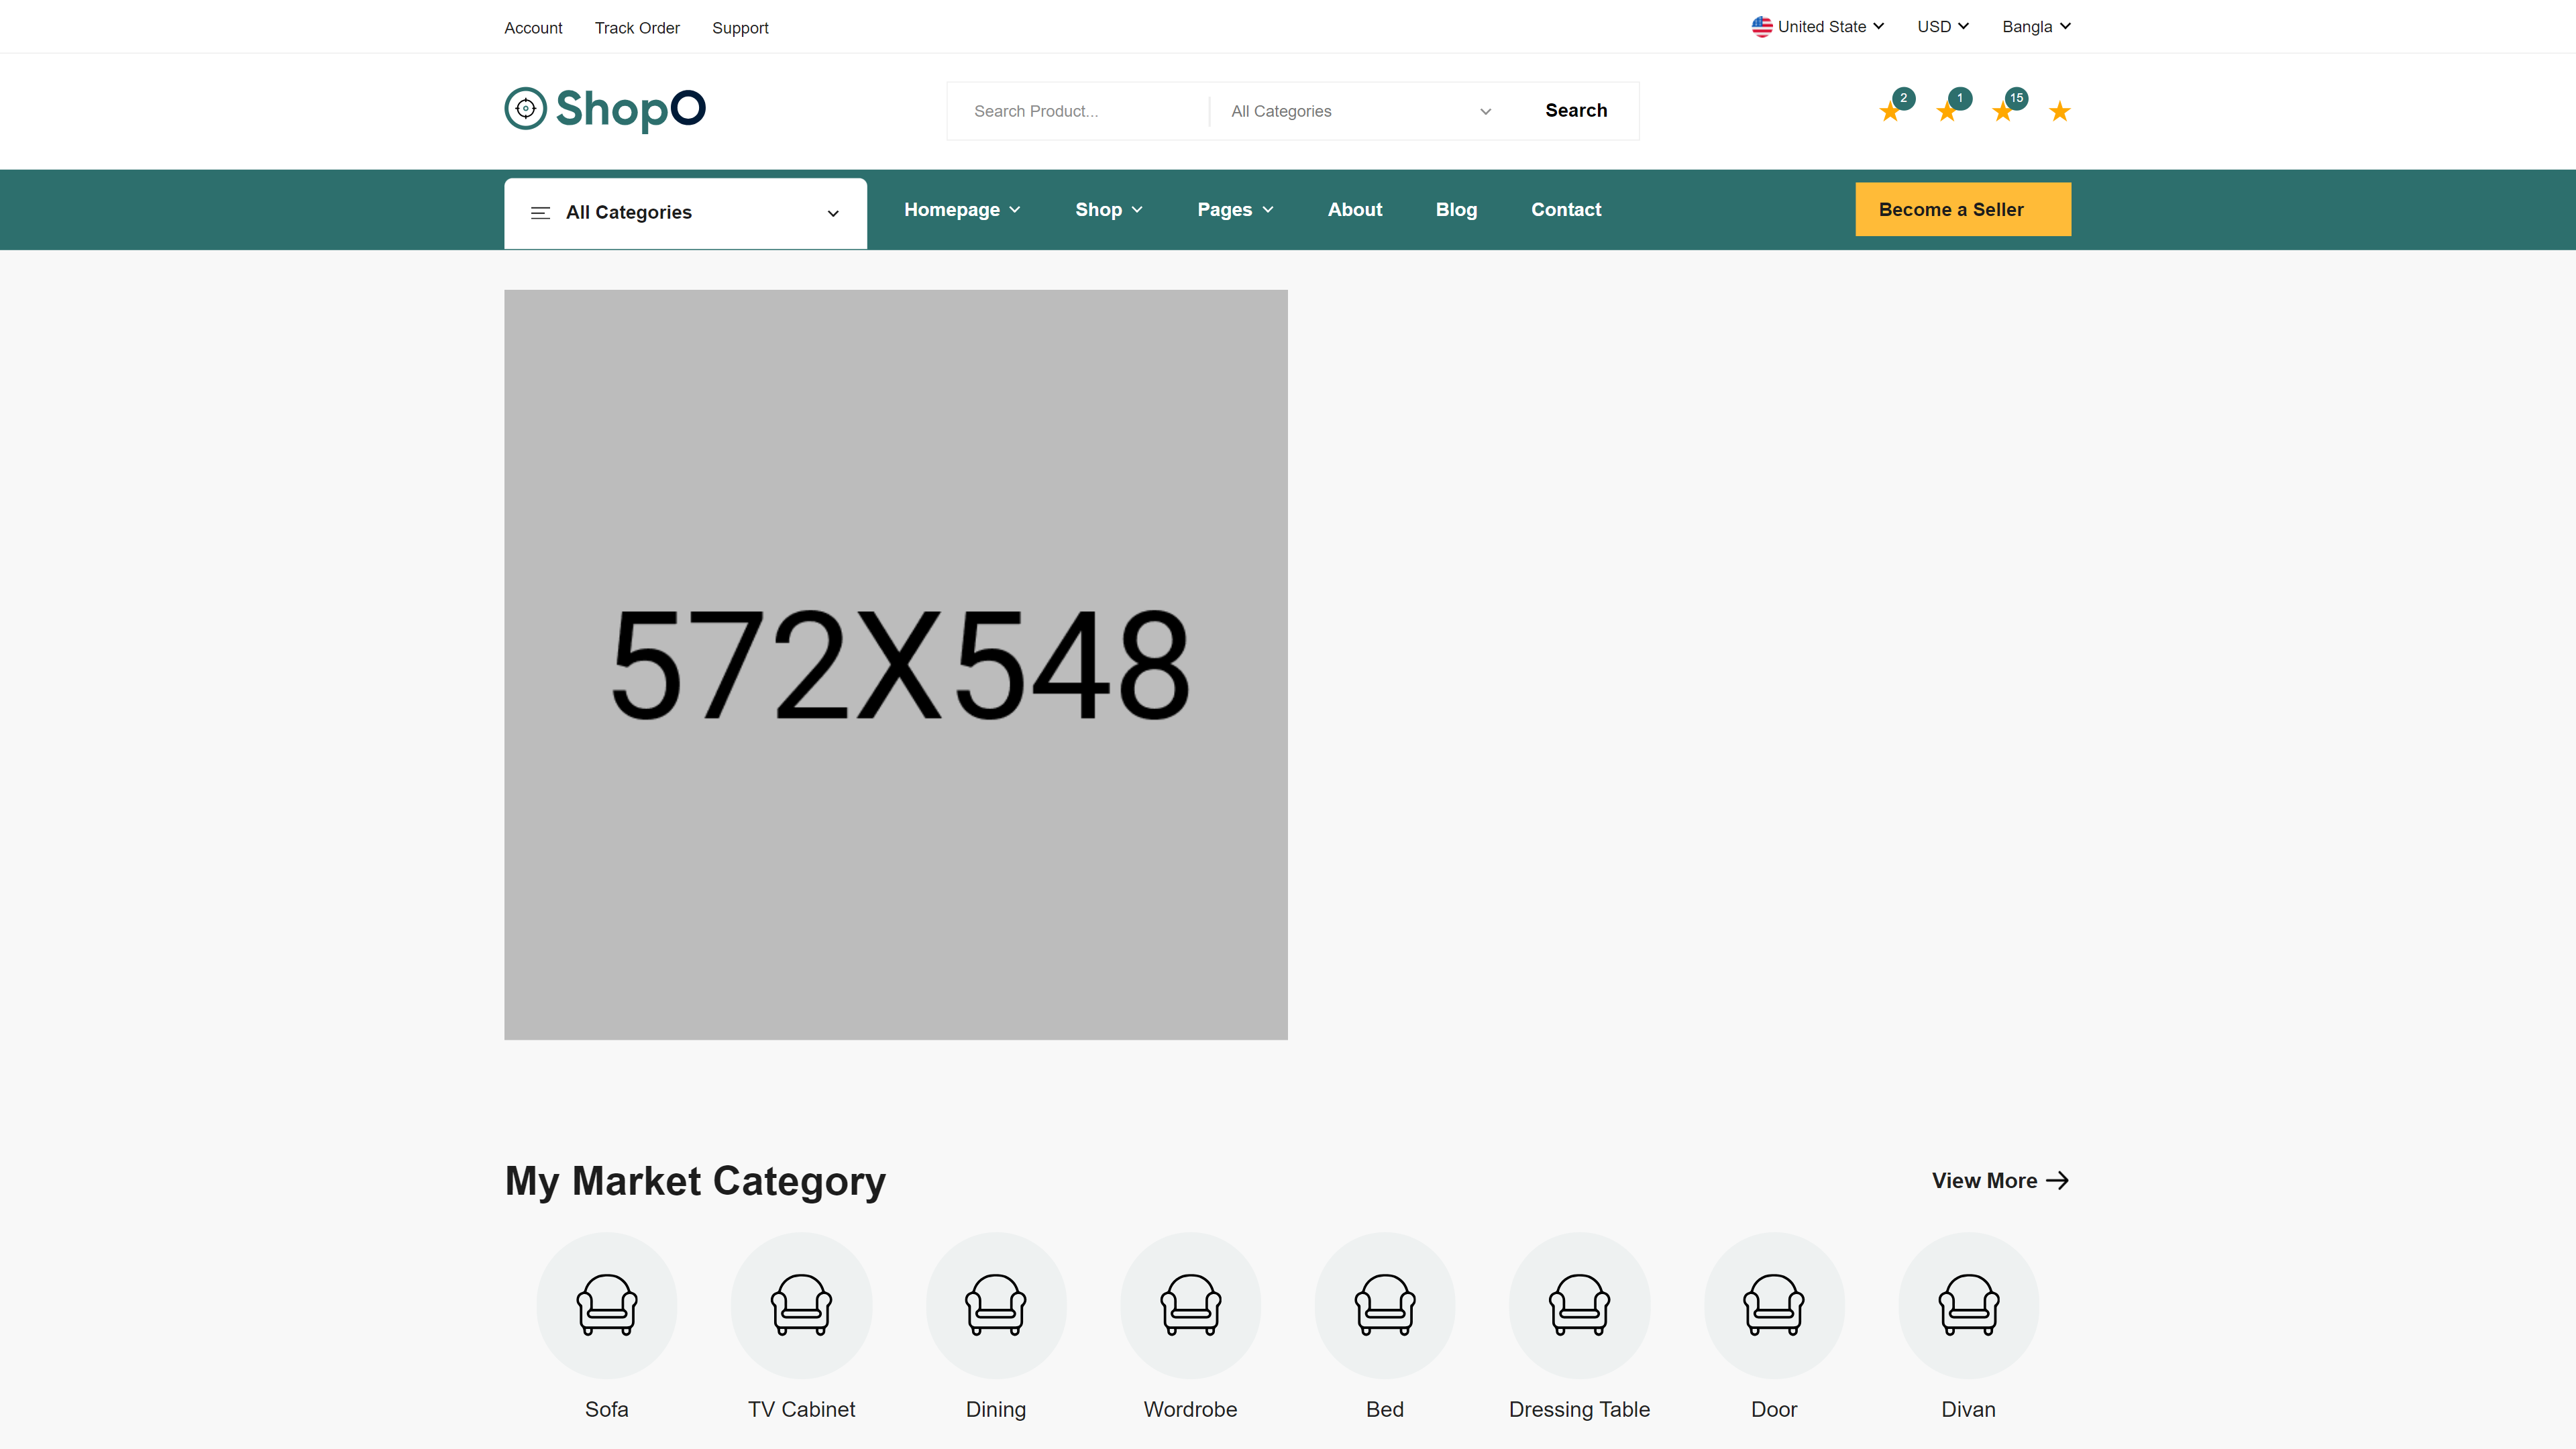 Account Track Order Support
United State USD Bangla
ShopO
Search Product... All Categories Search
2 1 15
All Categories
Homepage Shop Pages About Blog Contact
Become a Seller
572X548
My Market Category
View More
Sofa TV Cabinet Dining Wordrobe Bed Dressing Table Door Divan